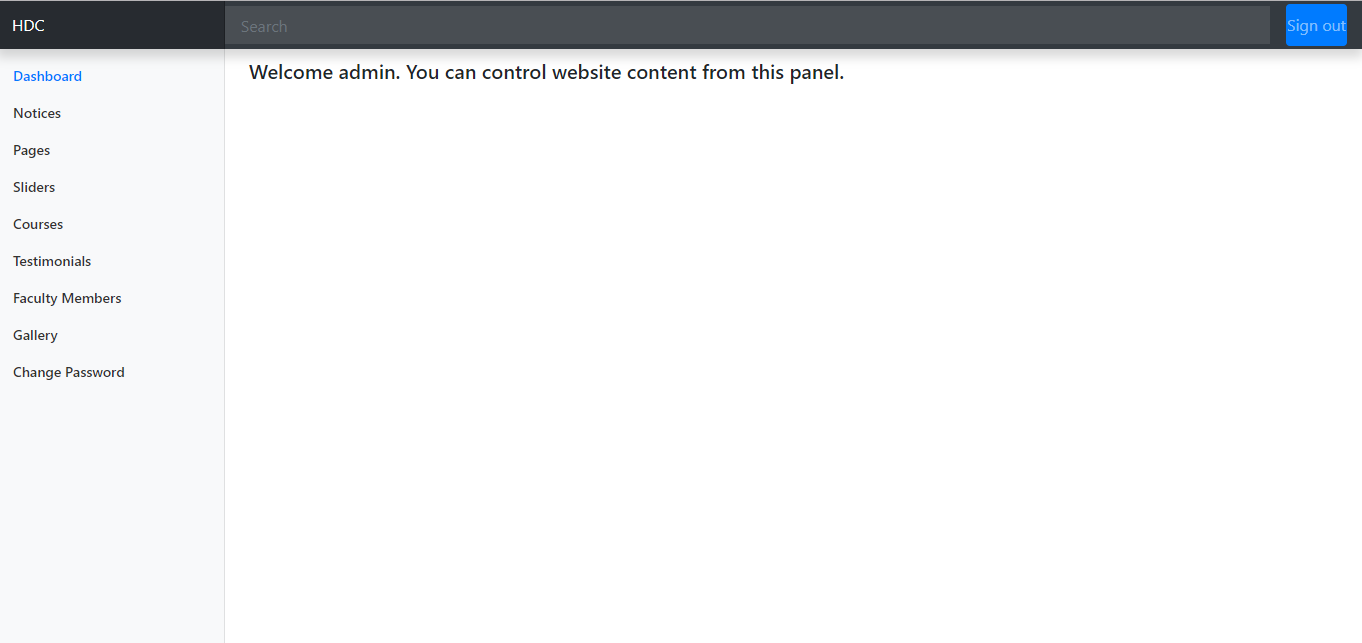 HDC
Search
Sign out
Dashboard
Notices
Pages
Sliders
Courses
Testimonials
Faculty Members
Gallery
Change Password
Welcome admin. You can control website content from this panel.